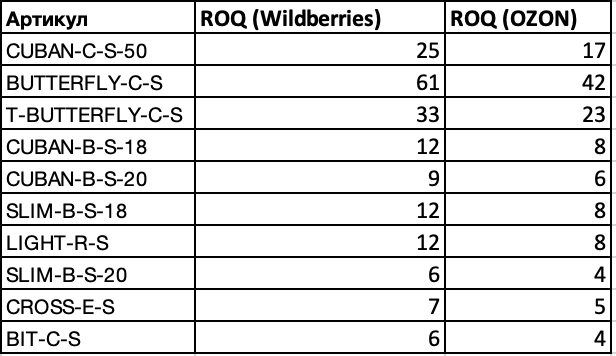 Артикул ROQ (Wildberries) ROQ (OZON)
CUBAN-C-S-50 25 17
BUTTERFLY-C-S 61 42
T-BUTTERFLY-C-S 33 23
CUBAN-B-S-18 12 8
CUBAN-B-S-20 9 6
SLIM-B-S-18 12 8
LIGHT-R-S 12 8
SLIM-B-S-20 6 4
CROSS-E-S 7 5
BIT-C-S 6 4